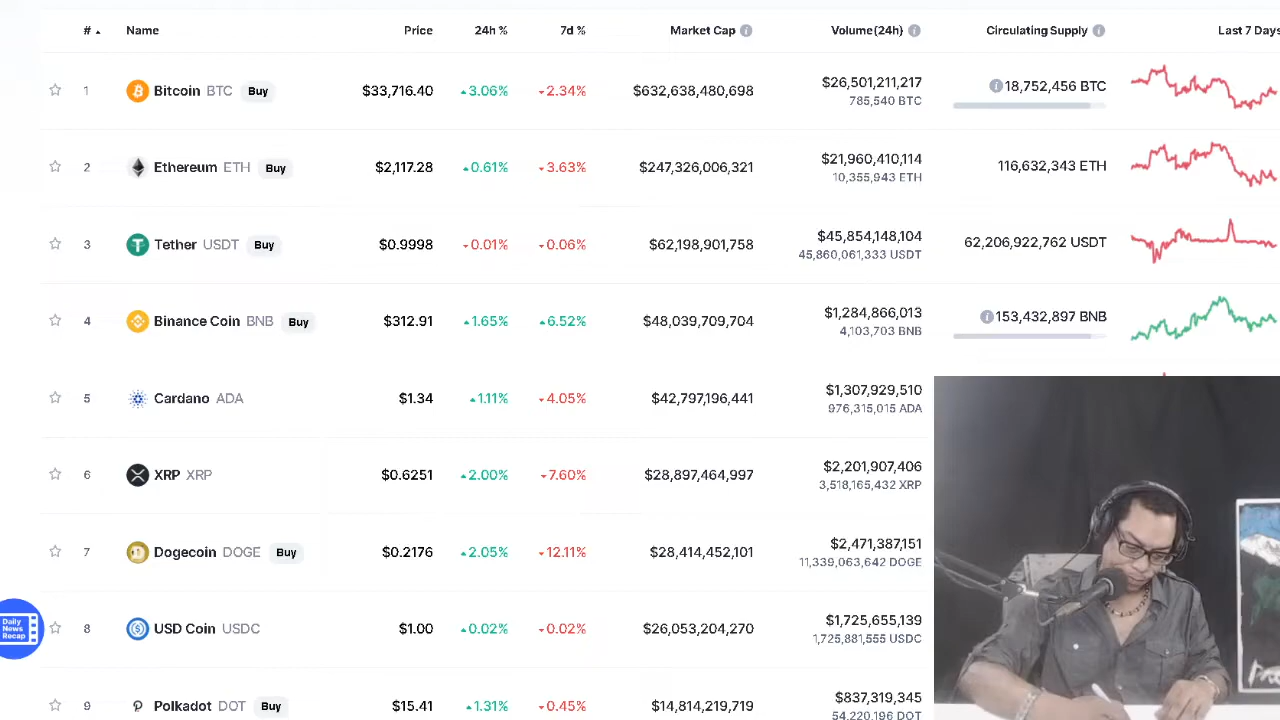 # Name Price 24h % 7d % Market Cap Volume(24h) Circulating Supply Last 7 Days
1 Bitcoin BTC Buy $33,716.40 3.06% 2.34% $632,638,480,698 $26,501,211,217 18,752,456 BTC
785,540 BTC
2 Ethereum ETH Buy $2,117.28 0.61% 3.63% $247,326,006,321 $21,960,410,114 116,632,343 ETH
10,355,943 ETH
3 Tether USDT Buy $0.9998 0.01% 0.06% $62,198,901,758 $45,854,148,104 62,206,922,762 USDT
45,860,061,333 USDT
4 Binance Coin BNB Buy $312.91 1.65% 6.52% $48,039,709,704 $1,284,866,013 153,432,897 BNB
4,103,703 BNB
5 Cardano ADA $1.34 1.11% 4.05% $42,797,196,441 $1,307,929,510
976,315,015 ADA
6 XRP XRP $0.6251 2.00% 7.60% $28,897,464,997 $2,201,907,406
3,518,165,432 XRP
7 Dogecoin DOGE Buy $0.2176 2.05% 12.11% $28,414,452,101 $2,471,387,151
11,339,063,642 DOGE
Daily
News
Recap
8 USD Coin USDC $1.00 0.02% 0.02% $26,053,204,270 $1,725,655,139
1,725,881,555 USDC
9 Polkadot DOT Buy $15.41 1.31% 0.45% $14,814,219,719 $837,319,345
54,220,196 DOT